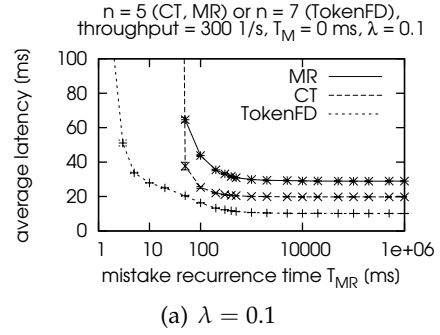 n = 5 (CT, MR) or n = 7 (TokenFD),
throughput = 300 1/s, T_M = 0 ms, λ = 0.1
average latency (ms)
100
80
60
40
20
0
MR
CT
TokenFD
1 10 100 10000 1e+06
mistake recurrence time T_MR [ms]
(a) λ = 0.1